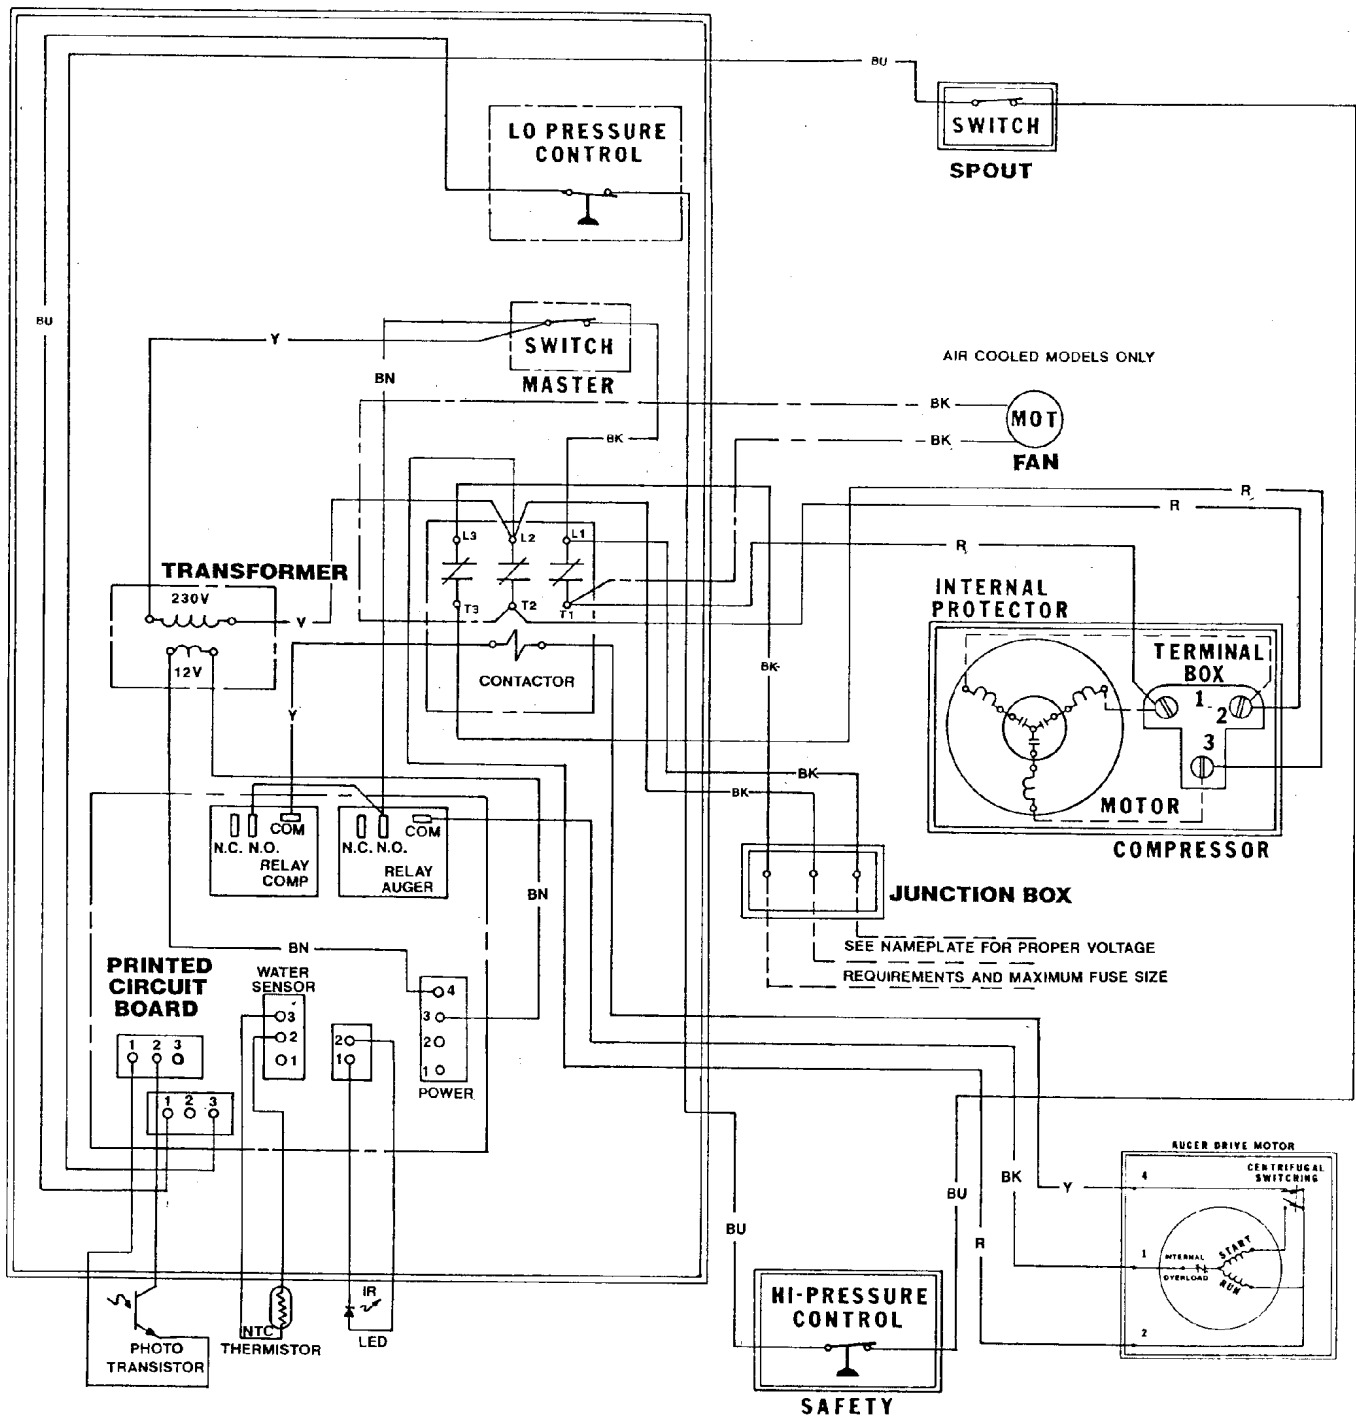 BU
SWITCH
SPOUT
LO PRESSURE
CONTROL
BU
Y
SWITCH
MASTER
BN
AIR COOLED MODELS ONLY
BK
MOT
BK
FAN
BK
R
R
R
L3
L2
L1
TRANSFORMER
230V
T3
T2
T1
12V
CONTACTOR
Y
BK
INTERNAL
PROTECTOR
TERMINAL
BOX
1
2
3
MOTOR
COMPRESSOR
BK
BK
COM
N.C. N.O.
RELAY
COMP
COM
N.C. N.O.
RELAY
AUGER
BN
JUNCTION BOX
SEE NAMEPLATE FOR PROPER VOLTAGE
REQUIREMENTS AND MAXIMUM FUSE SIZE
BN
PRINTED
CIRCUIT
BOARD
WATER
SENSOR
3
2
1
2
1
4
3
2
1
POWER
1 2 3
1 2 3
AUGER DRIVE MOTOR
CENTRIFUGAL
SWITCHING
4
Y
BK
BU
BU
R
START
1
INTERNAL
OVERLOAD
RUN
2
HI-PRESSURE
CONTROL
SAFETY
IR
LED
NTC
THERMISTOR
PHOTO
TRANSISTOR